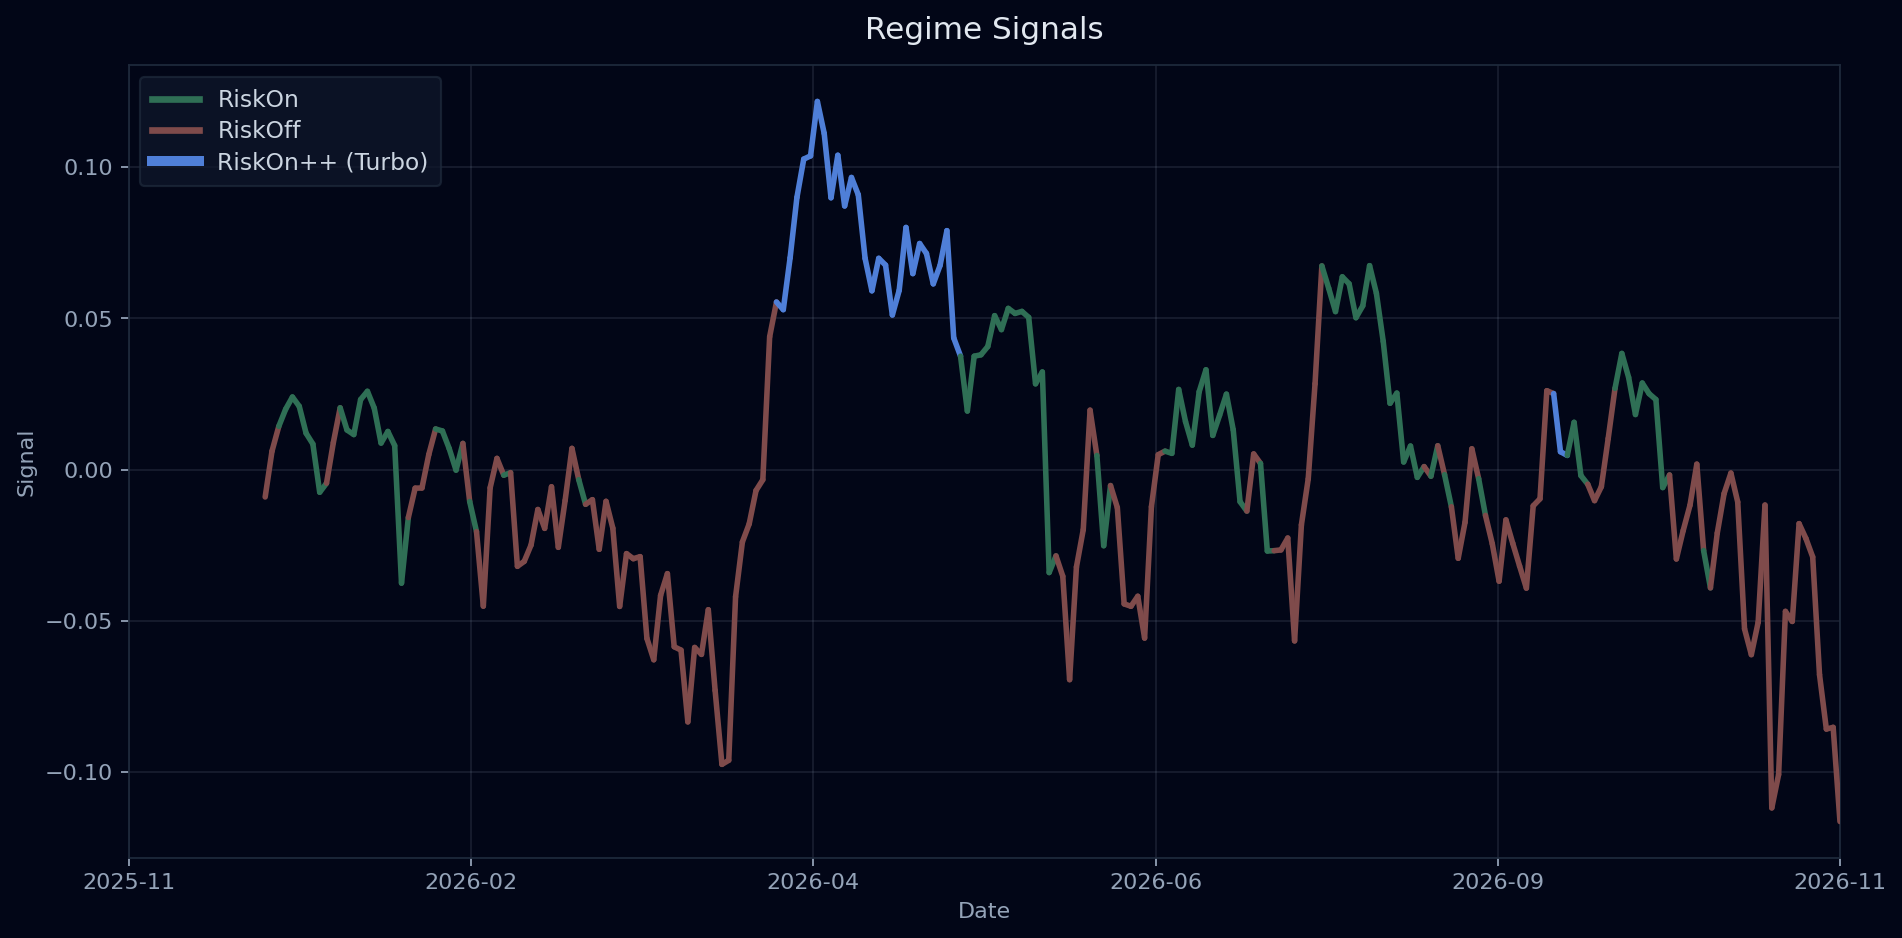 Regime Signals
RiskOn
RiskOff
RiskOn++ (Turbo)
0.10
0.05
0.00
−0.05
−0.10
Signal
2025-11
2026-02
2026-04
2026-06
2026-09
2026-11
Date